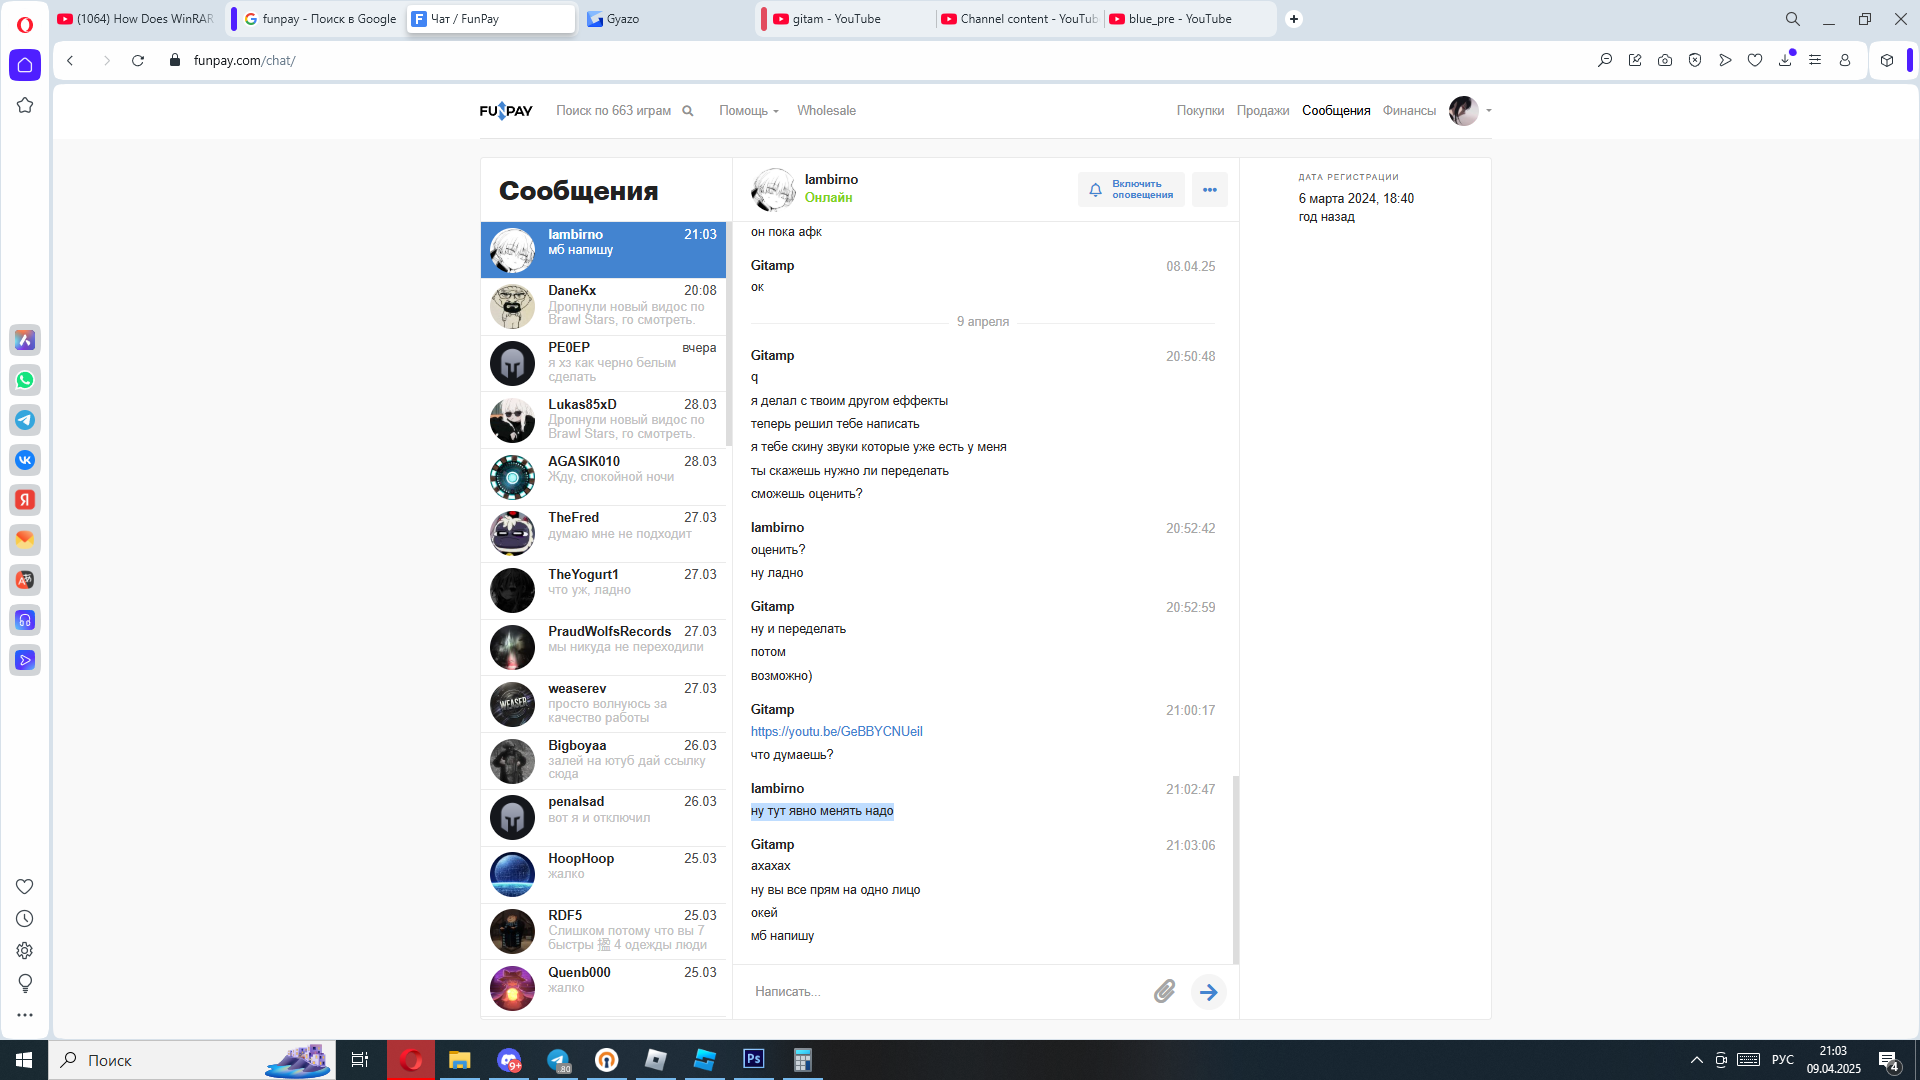 (1064) How Does WinRAR
funpay - Поиск в Google
Чат / FunPay
Gyazo
gitam - YouTube
Channel content - YouTub
blue_pre - YouTube
funpay.com/chat/
FUNPAY
Поиск по 663 играм
Помощь
Wholesale
Покупки
Продажи
Сообщения
Финансы
Сообщения
Iambirno 21:03
мб напишу
DaneKx 20:08
Дропнули новый видос по
Brawl Stars, го смотреть.
PE0EP вчера
я хз как черно белым
сделать
Lukas85xD 28.03
Дропнули новый видос по
Brawl Stars, го смотреть.
AGASIK010 28.03
Жду, спокойной ночи
TheFred 27.03
думаю мне не подходит
TheYogurt1 27.03
что уж, ладно
PraudWolfsRecords 27.03
мы никуда не переходили
weaserev 27.03
просто волнуюсь за
качество работы
Bigboyaa 26.03
залей на ютуб дай ссылку
сюда
penalsad 26.03
вот я и отключил
HoopHoop 25.03
жалко
RDF5 25.03
Слишком потому что вы 7
быстры 4 одежды люди
Quenb000 25.03
жалко
Iambirno
Онлайн
Включить
оповещения
он пока афк
Gitamp 08.04.25
ок
9 апреля
Gitamp 20:50:48
q
я делал с твоим другом еффекты
теперь решил тебе написать
я тебе скину звуки которые уже есть у меня
ты скажешь нужно ли переделать
сможешь оценить?
Iambirno 20:52:42
оценить?
ну ладно
Gitamp 20:52:59
ну и переделать
потом
возможно)
Gitamp 21:00:17
https://youtu.be/GeBBYCNUeiI
что думаешь?
Iambirno 21:02:47
ну тут явно менять надо
Gitamp 21:03:06
ахахах
ну вы все прям на одно лицо
окей
мб напишу
Написать...
ДАТА РЕГИСТРАЦИИ
6 марта 2024, 18:40
год назад
Поиск
9+
80
Ps
РУС
21:03
09.04.2025
4